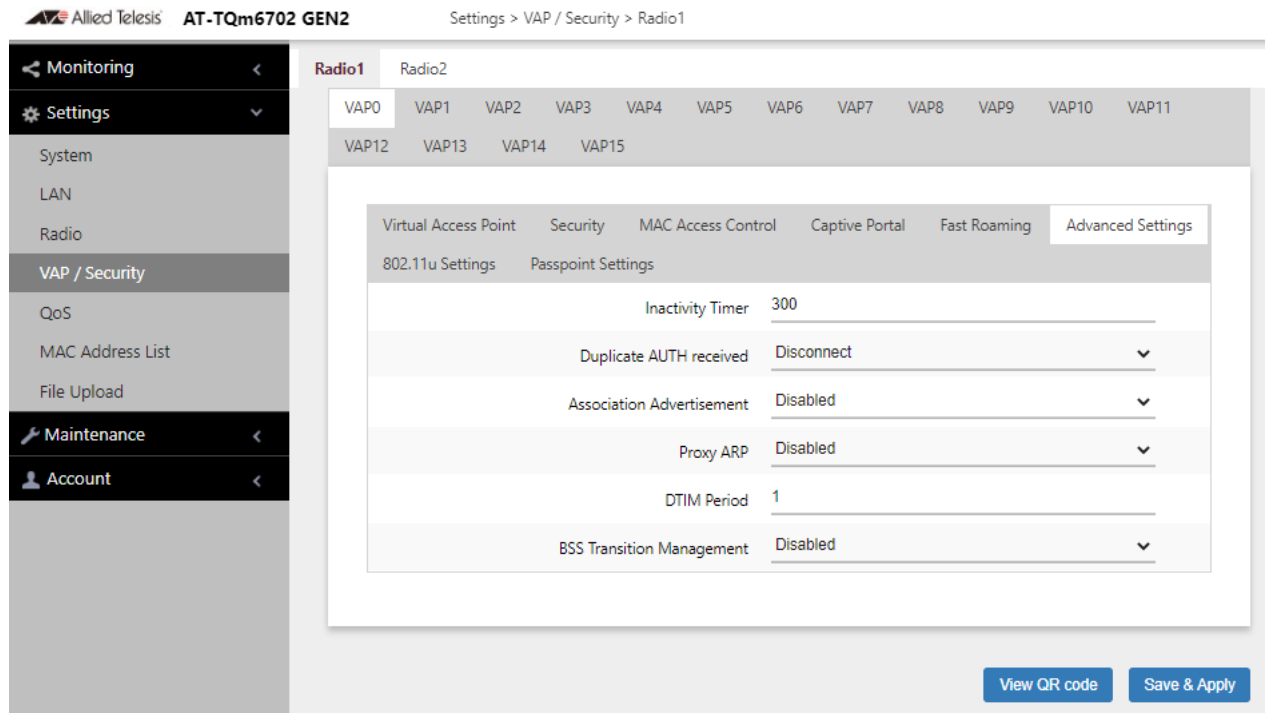 Allied Telesis AT-TQm6702 GEN2 Settings > VAP / Security > Radio1
Monitoring
Settings
System
LAN
Radio
VAP / Security
QoS
MAC Address List
File Upload
Maintenance
Account
Radio1 Radio2
VAP0 VAP1 VAP2 VAP3 VAP4 VAP5 VAP6 VAP7 VAP8 VAP9 VAP10 VAP11
VAP12 VAP13 VAP14 VAP15
Virtual Access Point Security MAC Access Control Captive Portal Fast Roaming Advanced Settings
802.11u Settings Passpoint Settings
Inactivity Timer 300
Duplicate AUTH received Disconnect
Association Advertisement Disabled
Proxy ARP Disabled
DTIM Period 1
BSS Transition Management Disabled
View QR code Save & Apply